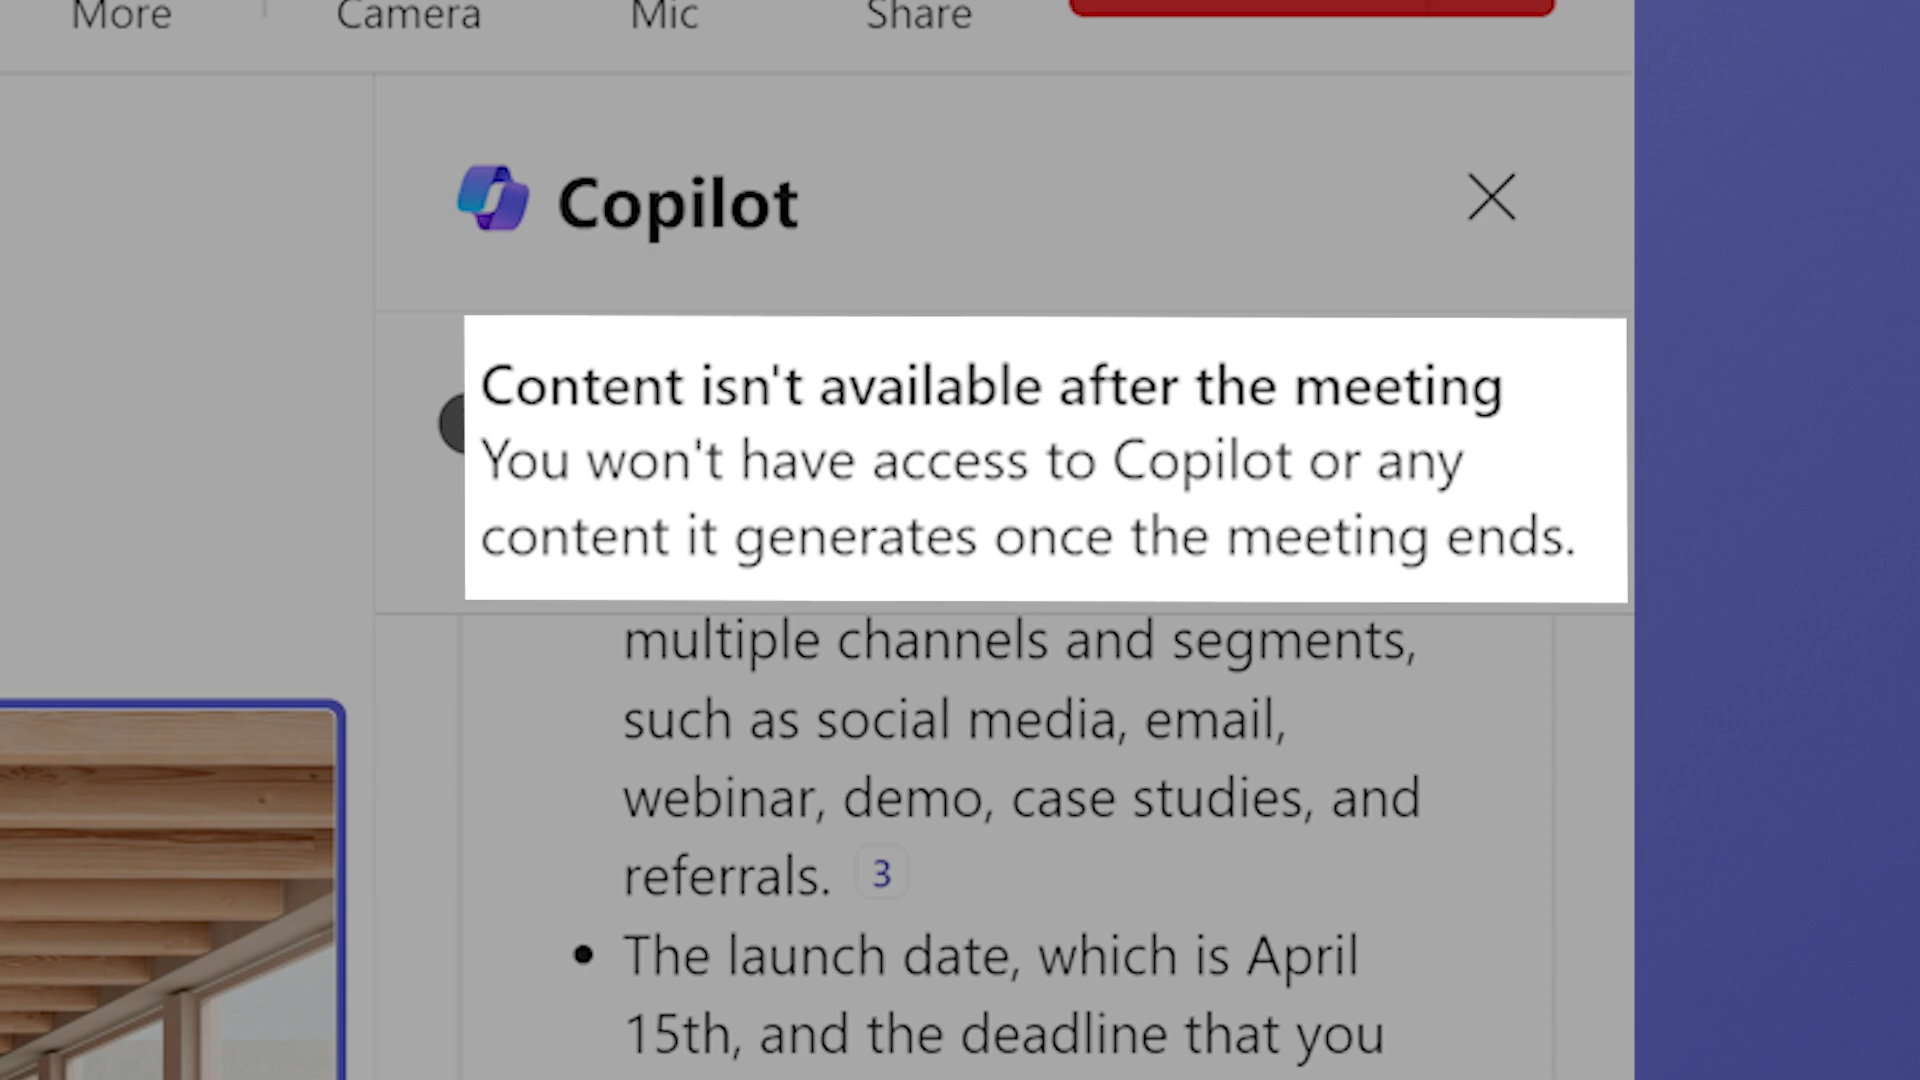 More Camera Mic Share
Copilot
Content isn't available after the meeting
You won't have access to Copilot or any
content it generates once the meeting ends.
multiple channels and segments,
such as social media, email,
webinar, demo, case studies, and
referrals. 3
• The launch date, which is April
15th, and the deadline that you